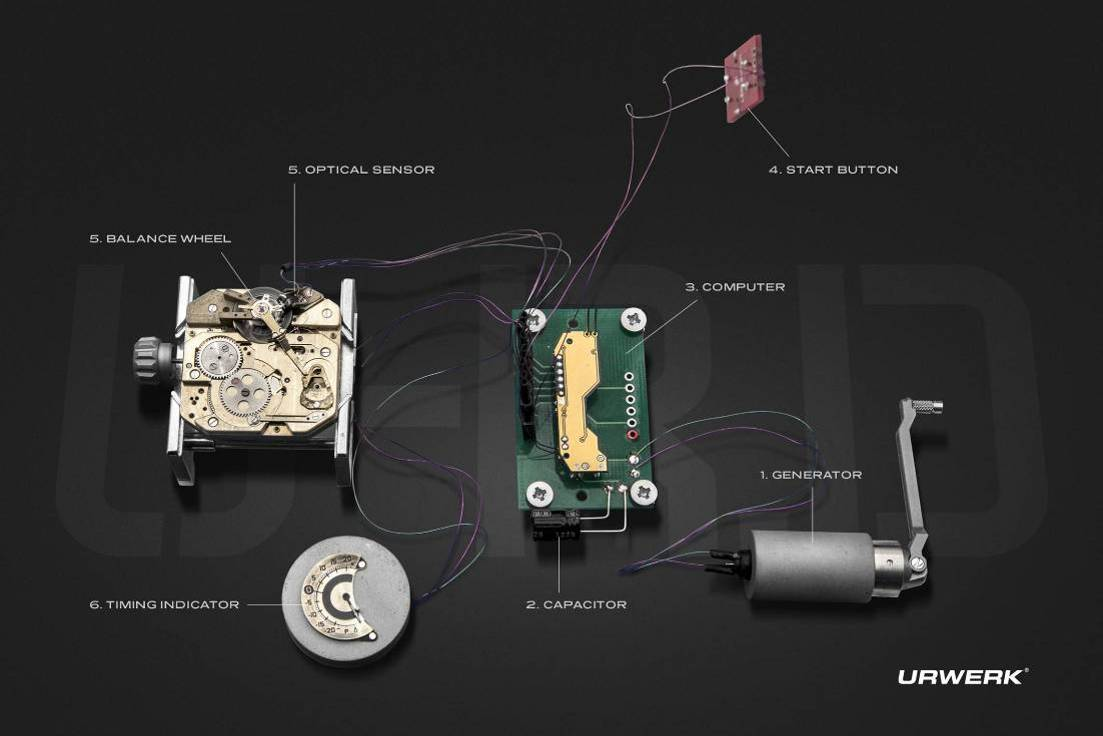 4. START BUTTON
5. OPTICAL SENSOR
5. BALANCE WHEEL
3. COMPUTER
1. GENERATOR
6. TIMING INDICATOR
2. CAPACITOR
URWERK®